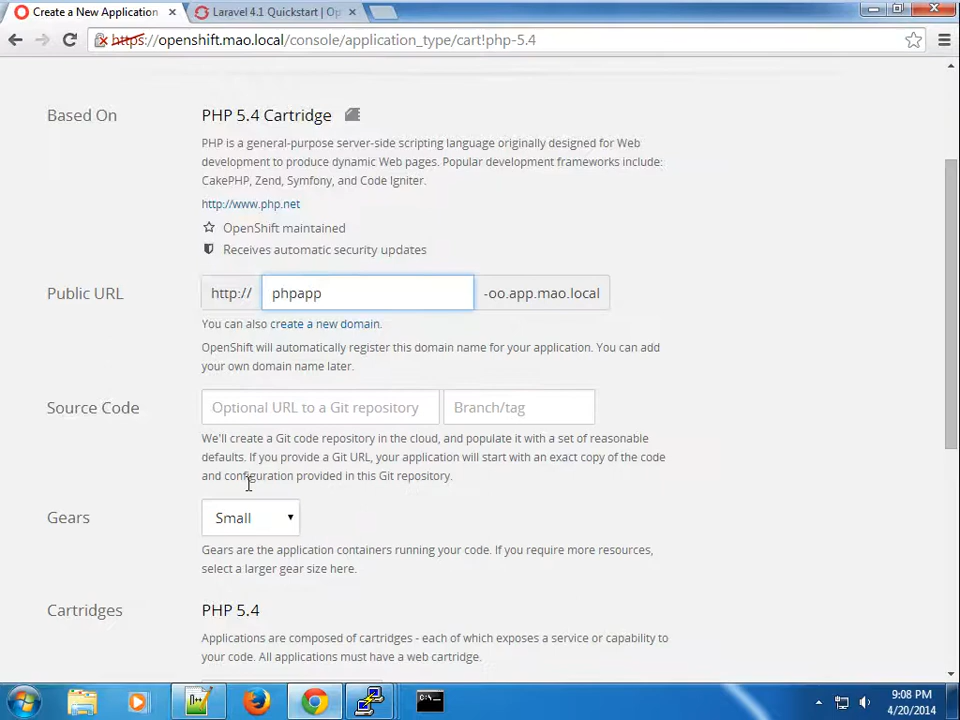 Create a New Application
Laravel 4.1 Quickstart | Op
https://openshift.mao.local/console/application_type/cart!php-5.4
Based On
PHP 5.4 Cartridge
PHP is a general-purpose server-side scripting language originally designed for Web
development to produce dynamic Web pages. Popular development frameworks include:
CakePHP, Zend, Symfony, and Code Igniter.
http://www.php.net
OpenShift maintained
Receives automatic security updates
Public URL
http://
phpapp
-oo.app.mao.local
You can also create a new domain.
OpenShift will automatically register this domain name for your application. You can add
your own domain name later.
Source Code
Optional URL to a Git repository
Branch/tag
We'll create a Git code repository in the cloud, and populate it with a set of reasonable
defaults. If you provide a Git URL, your application will start with an exact copy of the code
and configuration provided in this Git repository.
Gears
Small
Gears are the application containers running your code. If you require more resources,
select a larger gear size here.
Cartridges
PHP 5.4
Applications are composed of cartridges - each of which exposes a service or capability to
your code. All applications must have a web cartridge.
9:08 PM
4/20/2014